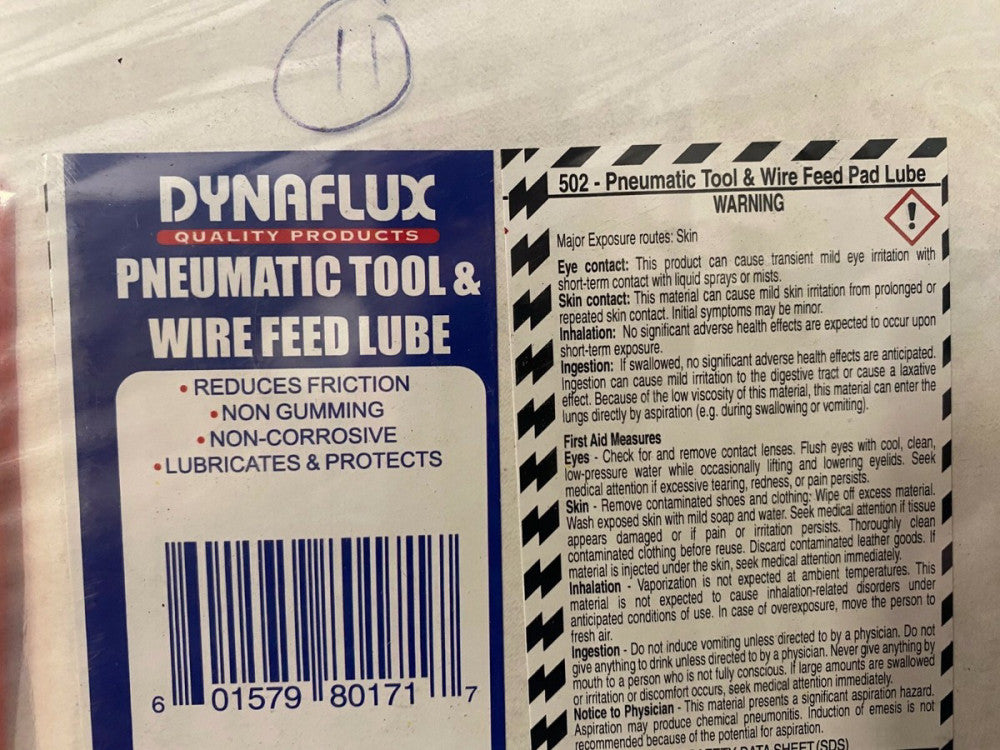 11
DYNAFLUX
QUALITY PRODUCTS
PNEUMATIC TOOL &
WIRE FEED LUBE
• REDUCES FRICTION
• NON GUMMING
• NON-CORROSIVE
• LUBRICATES & PROTECTS
6 01579 80171 7
502 - Pneumatic Tool & Wire Feed Pad Lube
WARNING
Major Exposure routes: Skin
Eye contact: This product can cause transient mild eye irritation with
short-term contact with liquid sprays or mists.
Skin contact: This material can cause mild skin irritation from prolonged or
repeated skin contact. Initial symptoms may be minor.
Inhalation: No significant adverse health effects are expected to occur upon
short-term exposure.
Ingestion: If swallowed, no significant adverse health effects are anticipated.
Ingestion can cause mild irritation to the digestive tract or cause a laxative
effect. Because of the low viscosity of this material, this material can enter the
lungs directly by aspiration (e.g. during swallowing or vomiting).
First Aid Measures
Eyes - Check for and remove contact lenses. Flush eyes with cool, clean,
low-pressure water while occasionally lifting and lowering eyelids. Seek
medical attention if excessive tearing, redness, or pain persists.
Skin - Remove contaminated shoes and clothing: Wipe off excess material.
Wash exposed skin with mild soap and water. Seek medical attention if tissue
appears damaged or if pain or irritation persists. Thoroughly clean
contaminated clothing before reuse. Discard contaminated leather goods. If
material is injected under the skin, seek medical attention immediately.
Inhalation - Vaporization is not expected at ambient temperatures. This
material is not expected to cause inhalation-related disorders under
anticipated conditions of use. In case of overexposure, move the person to
fresh air.
Ingestion - Do not induce vomiting unless directed to by a physician. Do not
give anything to drink unless directed to by a physician. Never give anything by
mouth to a person who is not fully conscious. If large amounts are swallowed
or irritation or discomfort occurs, seek medical attention immediately.
Notice to Physician - This material presents a significant aspiration hazard.
Aspiration may produce chemical pneumonitis. Induction of emesis is not
recommended because of the potential for aspiration.
DATA SHEET (SDS)